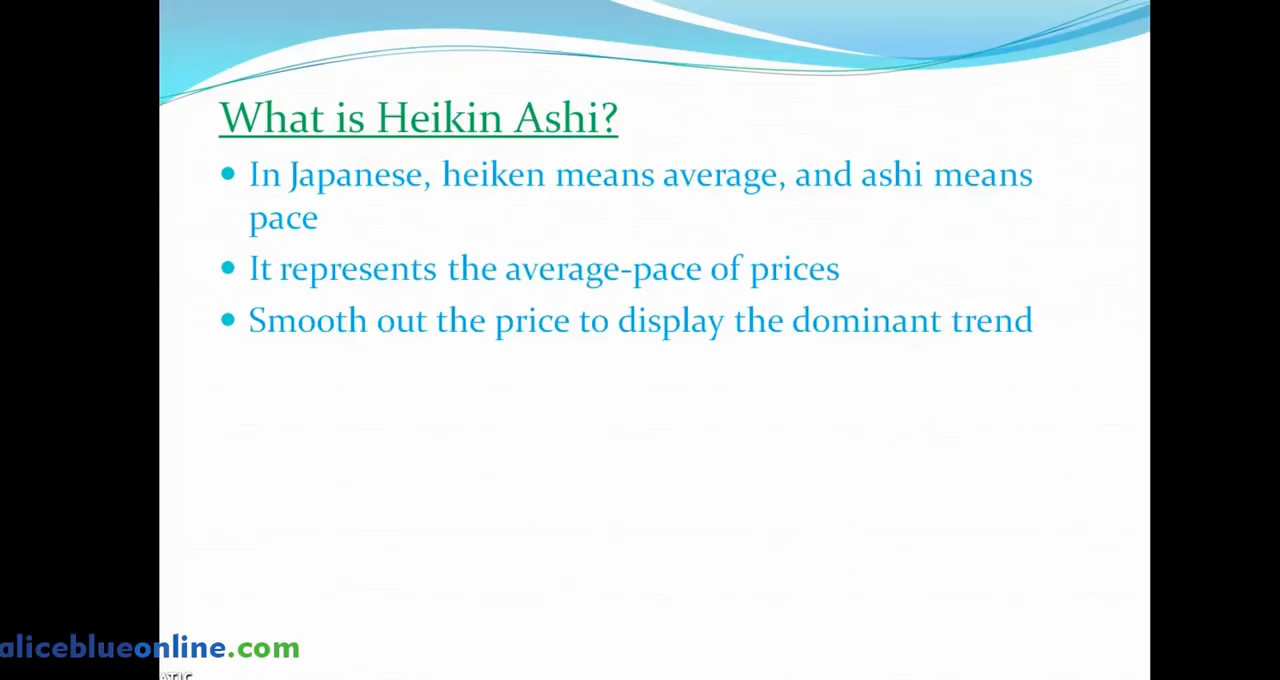 What is Heikin Ashi?
In Japanese, heiken means average, and ashi means
pace
It represents the average-pace of prices
Smooth out the price to display the dominant trend
aliceblueonline.com